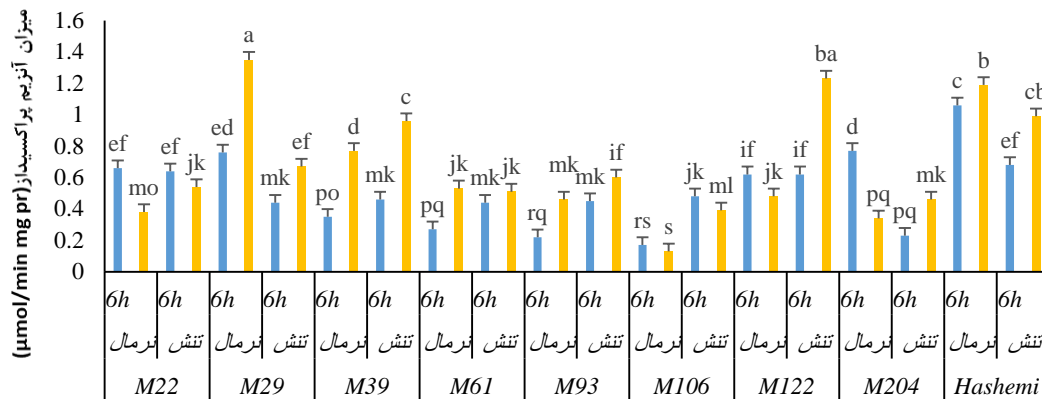 میزان آنزیم پراکسیداز(µmol/min mg pr)
1.6
1.4
1.2
1
0.8
0.6
0.4
0.2
0
ef mo ef jk ed a mk ef po d mk c pq jk mk jk rq mk mk if rs s jk ml if jk if ba d pq pq mk c b ef cb
6h 6h 6h 6h 6h 6h 6h 6h 6h 6h 6h 6h 6h 6h 6h 6h 6h 6h
نرمال تنش نرمال تنش نرمال تنش نرمال تنش نرمال تنش نرمال تنش نرمال تنش نرمال تنش نرمال تنش
M22 M29 M39 M61 M93 M106 M122 M204 Hashemi